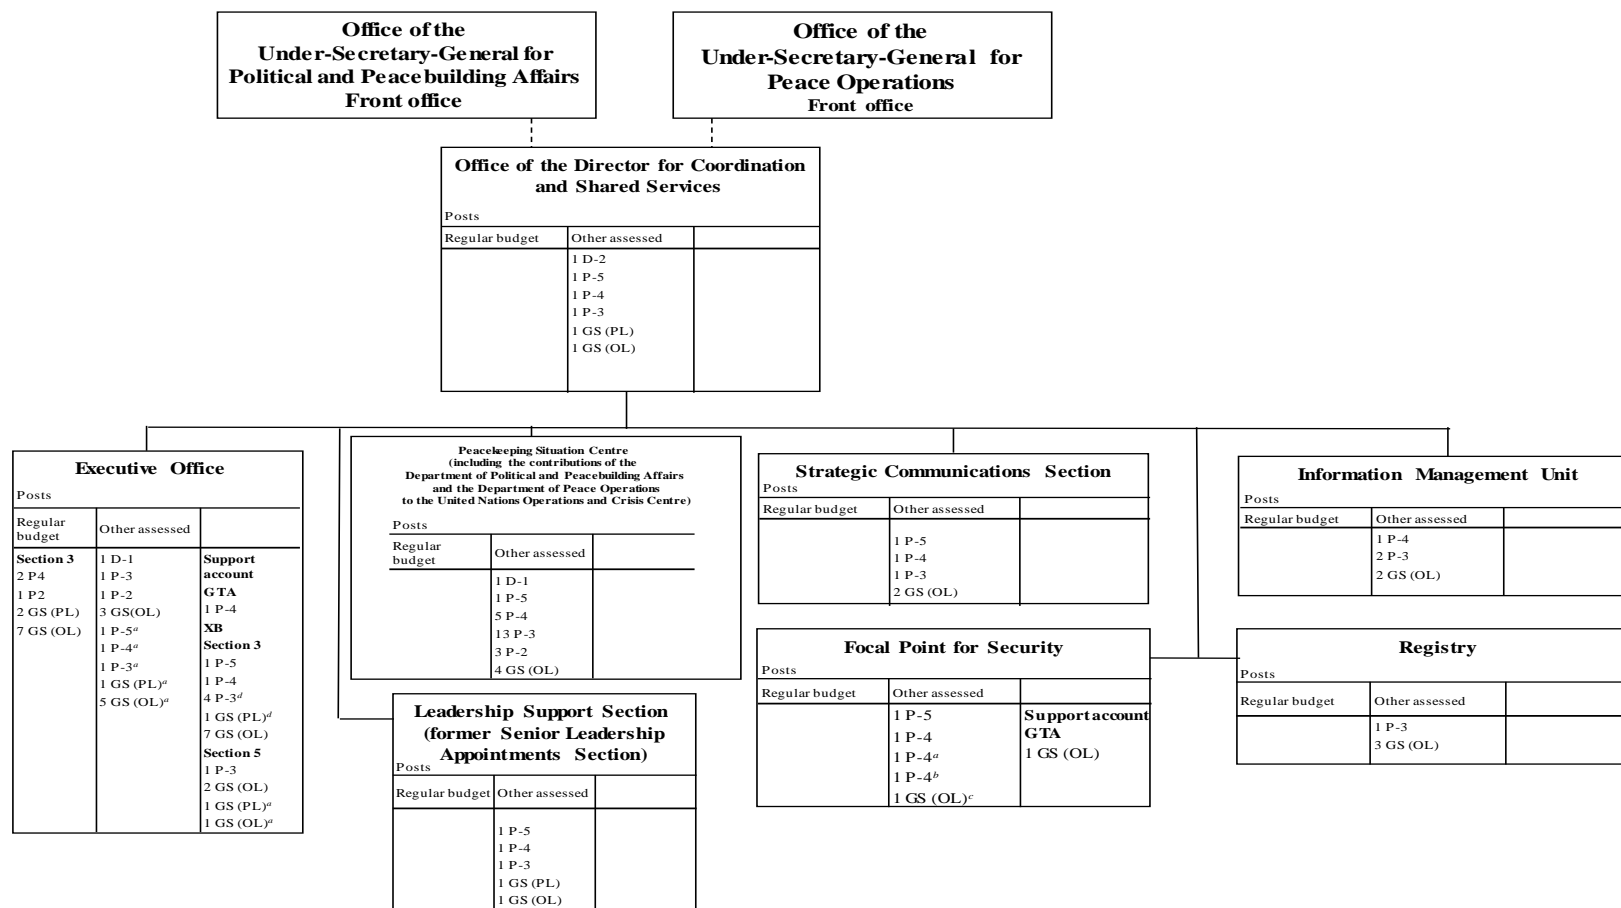 Office of the
Under-Secretary-General for
Political and Peacebuilding Affairs
Front office
Office of the
Under-Secretary-General for
Peace Operations
Front office
Office of the Director for Coordination
and Shared Services
Posts
Regular budget
Other assessed
1 D-2
1 P-5
1 P-4
1 P-3
1 GS (PL)
1 GS (OL)
Executive Office
Posts
Regular
budget
Other assessed
Section 3
2 P4
1 P2
2 GS (PL)
7 GS (OL)
1 D-1
1 P-3
1 P-2
3 GS(OL)
1 P-5ᵃ
1 P-4ᵃ
1 P-3ᵃ
1 GS (PL)ᵃ
5 GS (OL)ᵃ
Support
account
GTA
1 P-4
XB
Section 3
1 P-5
1 P-4
4 P-3ᵈ
1 GS (PL)ᵈ
7 GS (OL)
Section 5
1 P-3
2 GS (OL)
1 GS (PL)ᵃ
1 GS (OL)ᵃ
Peacekeeping Situation Centre
(including the contributions of the
Department of Political and Peacebuilding Affairs
and the Department of Peace Operations
to the United Nations Operations and Crisis Centre)
Posts
Regular
budget
Other assessed
1 D-1
1 P-5
5 P-4
13 P-3
3 P-2
4 GS (OL)
Leadership Support Section
(former Senior Leadership
Appointments Section)
Posts
Regular budget
Other assessed
1 P-5
1 P-4
1 P-3
1 GS (PL)
1 GS (OL)
Strategic Communications Section
Posts
Regular budget
Other assessed
1 P-5
1 P-4
1 P-3
2 GS (OL)
Focal Point for Security
Posts
Regular budget
Other assessed
1 P-5
1 P-4
1 P-4ᵃ
1 P-4ᵇ
1 GS (OL)ᶜ
Support account
GTA
1 GS (OL)
Information Management Unit
Posts
Regular budget
Other assessed
1 P-4
2 P-3
2 GS (OL)
Registry
Posts
Regular budget
Other assessed
1 P-3
3 GS (OL)